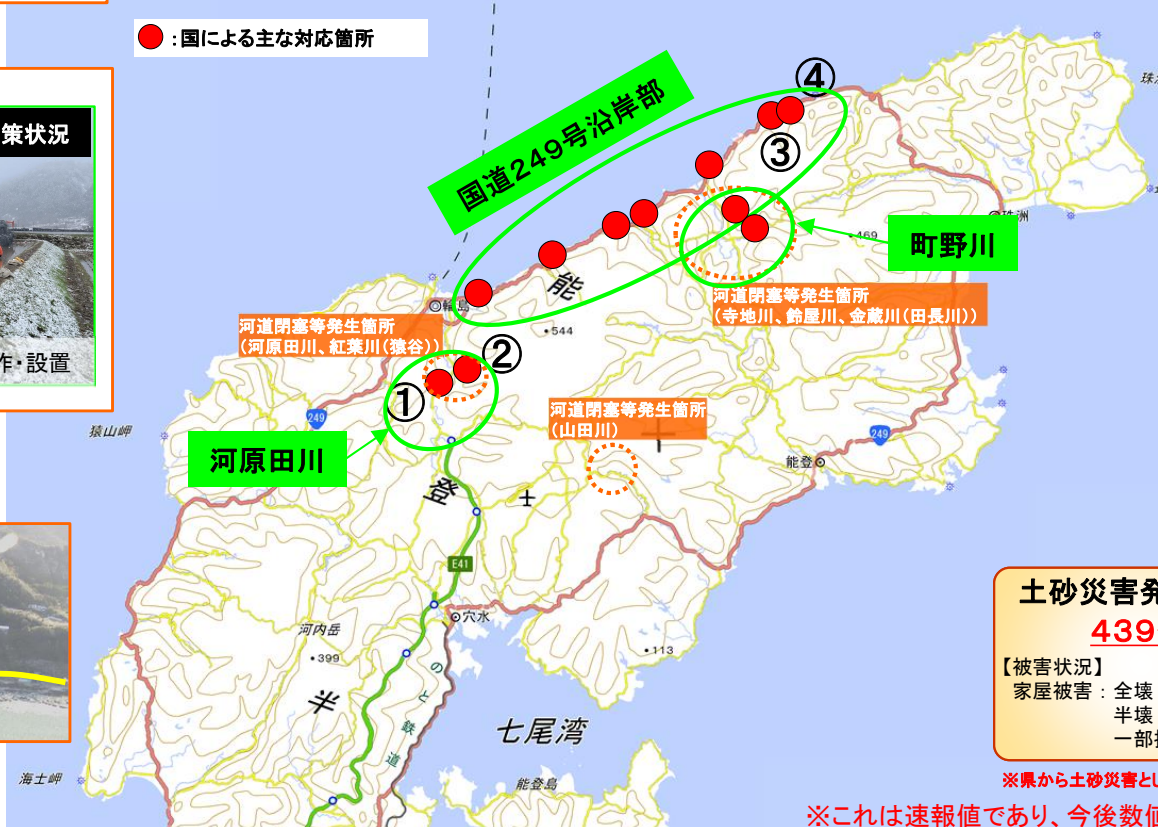 ：国による主な対応箇所
策状況
作・設置
国道249号沿岸部
④
③
町野川
珠洲
469
河道閉塞等発生箇所
（寺地川、鈴屋川、金蔵川（田長川））
能
輪島
544
河道閉塞等発生箇所
（河原田川、紅葉川（猿谷））
②
①
249
猿山岬
河原田川
河道閉塞等発生箇所
（山田川）
249
能登
登
E41
穴水
河内岳
399
113
半
のと鉄道
七尾湾
能登島
海士岬
土砂災害発
439
【被害状況】
家屋被害：全壊
半壊
一部
※県から土砂災害とし
※これは速報値であり、今後数値